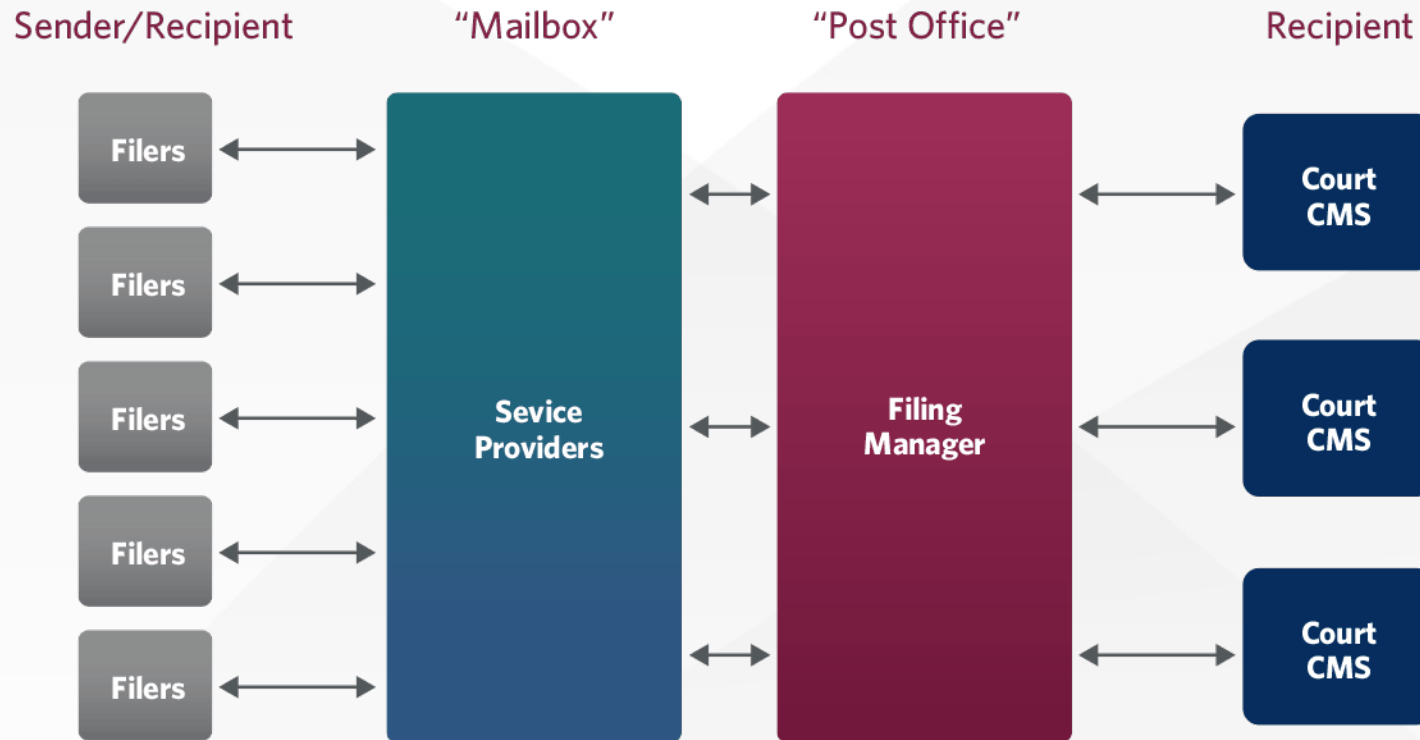 Sender/Recipient
“Mailbox”
“Post Office”
Recipient
Filers
Filers
Filers
Filers
Filers
Sevice
Providers
Filing
Manager
Court
CMS
Court
CMS
Court
CMS